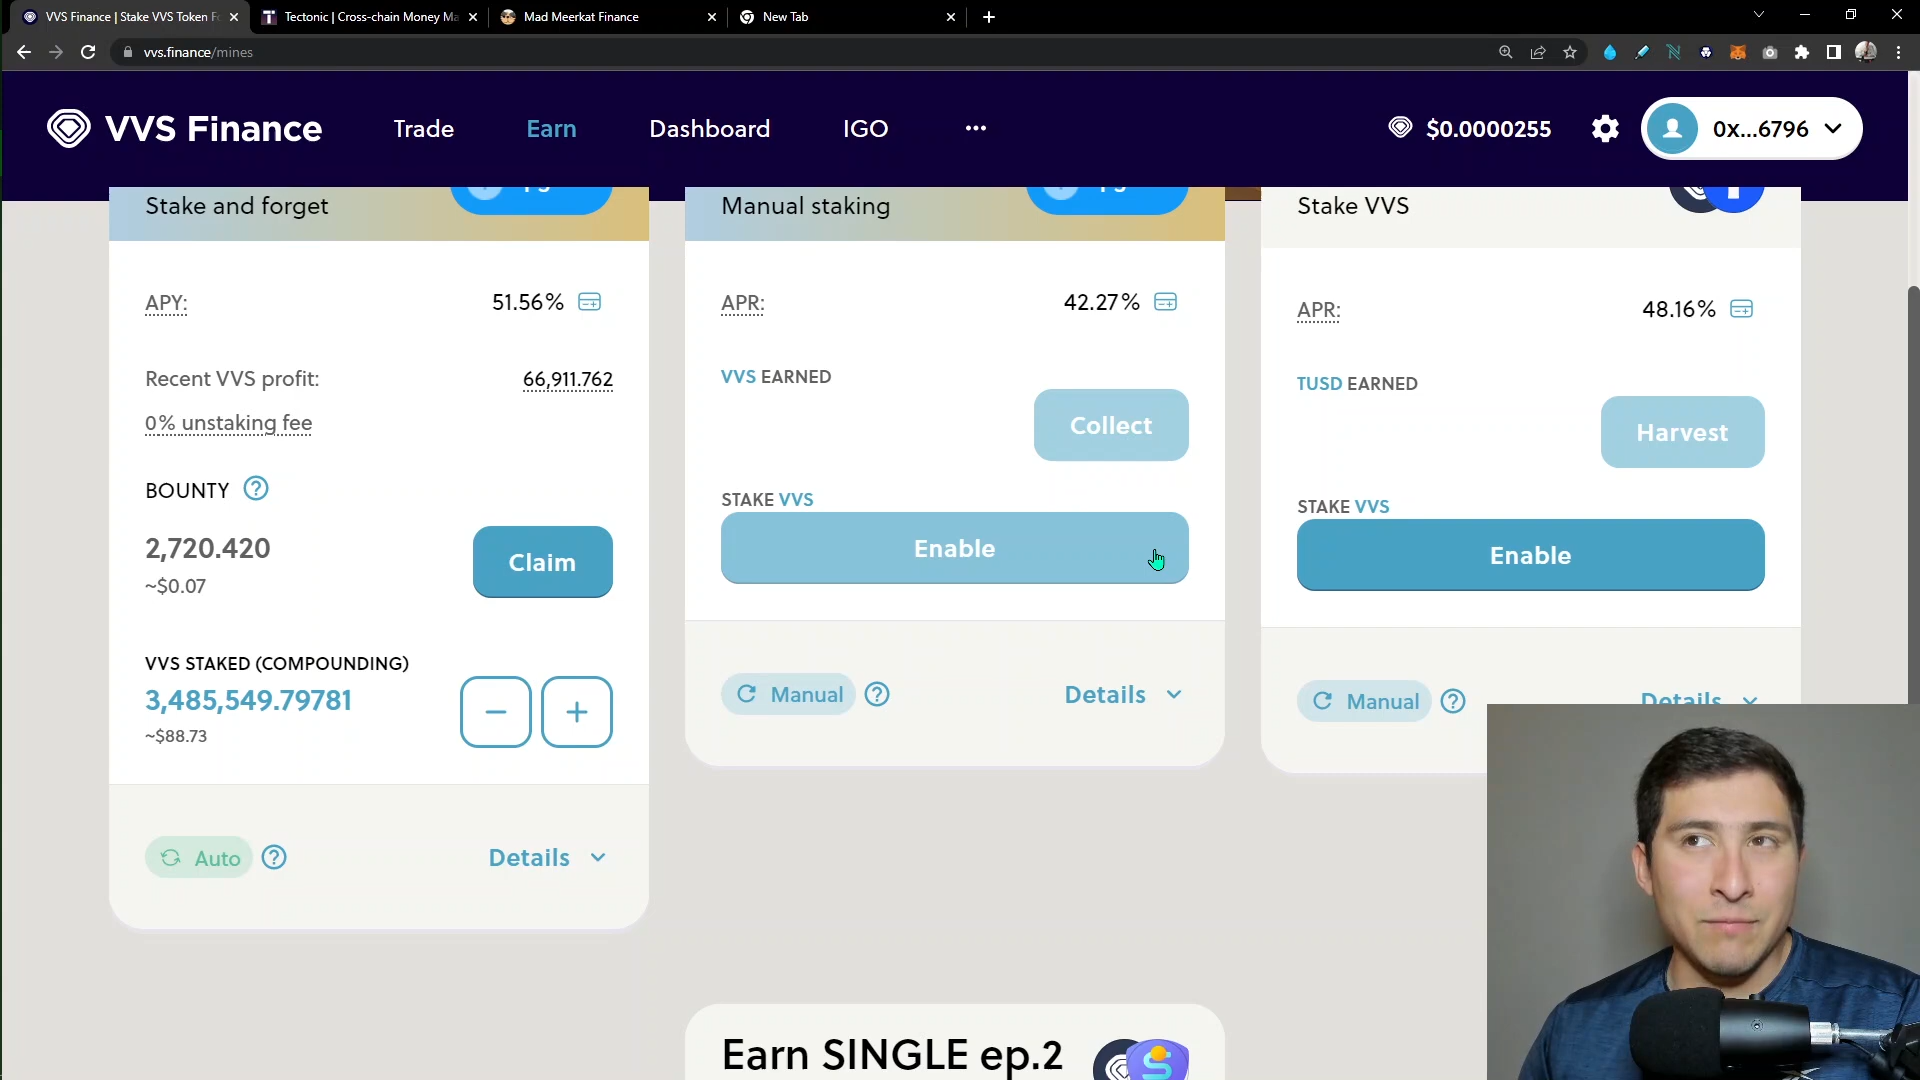 VVS Finance | Stake VVS Token F
Tectonic | Cross-chain Money Ma
Mad Meerkat Finance
New Tab
vvs.finance/mines
VVS Finance
Trade
Earn
Dashboard
IGO
$0.0000255
0x...6796
Stake and forget
APY:
51.56%
Recent VVS profit:
66,911.762
0% unstaking fee
BOUNTY
2,720.420
~$0.07
Claim
VVS STAKED (COMPOUNDING)
3,485,549.79781
~$88.73
Auto
Details
Manual staking
APR:
42.27%
VVS EARNED
Collect
STAKE VVS
Enable
Manual
Details
Stake VVS
APR:
48.16%
TUSD EARNED
Harvest
STAKE VVS
Enable
Manual
Details
Earn SINGLE ep.2